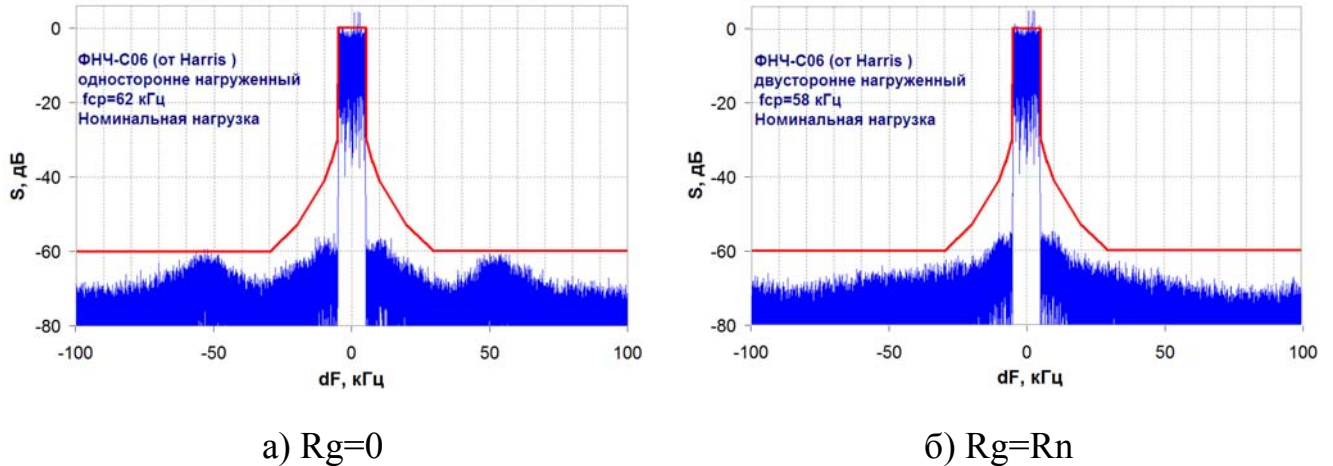 S, дБ
0
-20
-40
-60
-80
ФНЧ-С06 (от Harris )
односторонне нагруженный
fср=62 кГц
Номинальная нагрузка
-100
-50
0
50
100
dF, кГц
а) Rg=0
S, дБ
0
-20
-40
-60
-80
ФНЧ-С06 (от Harris )
двусторонне нагруженный
fср=58 кГц
Номинальная нагрузка
-100
-50
0
50
100
dF, кГц
б) Rg=Rn